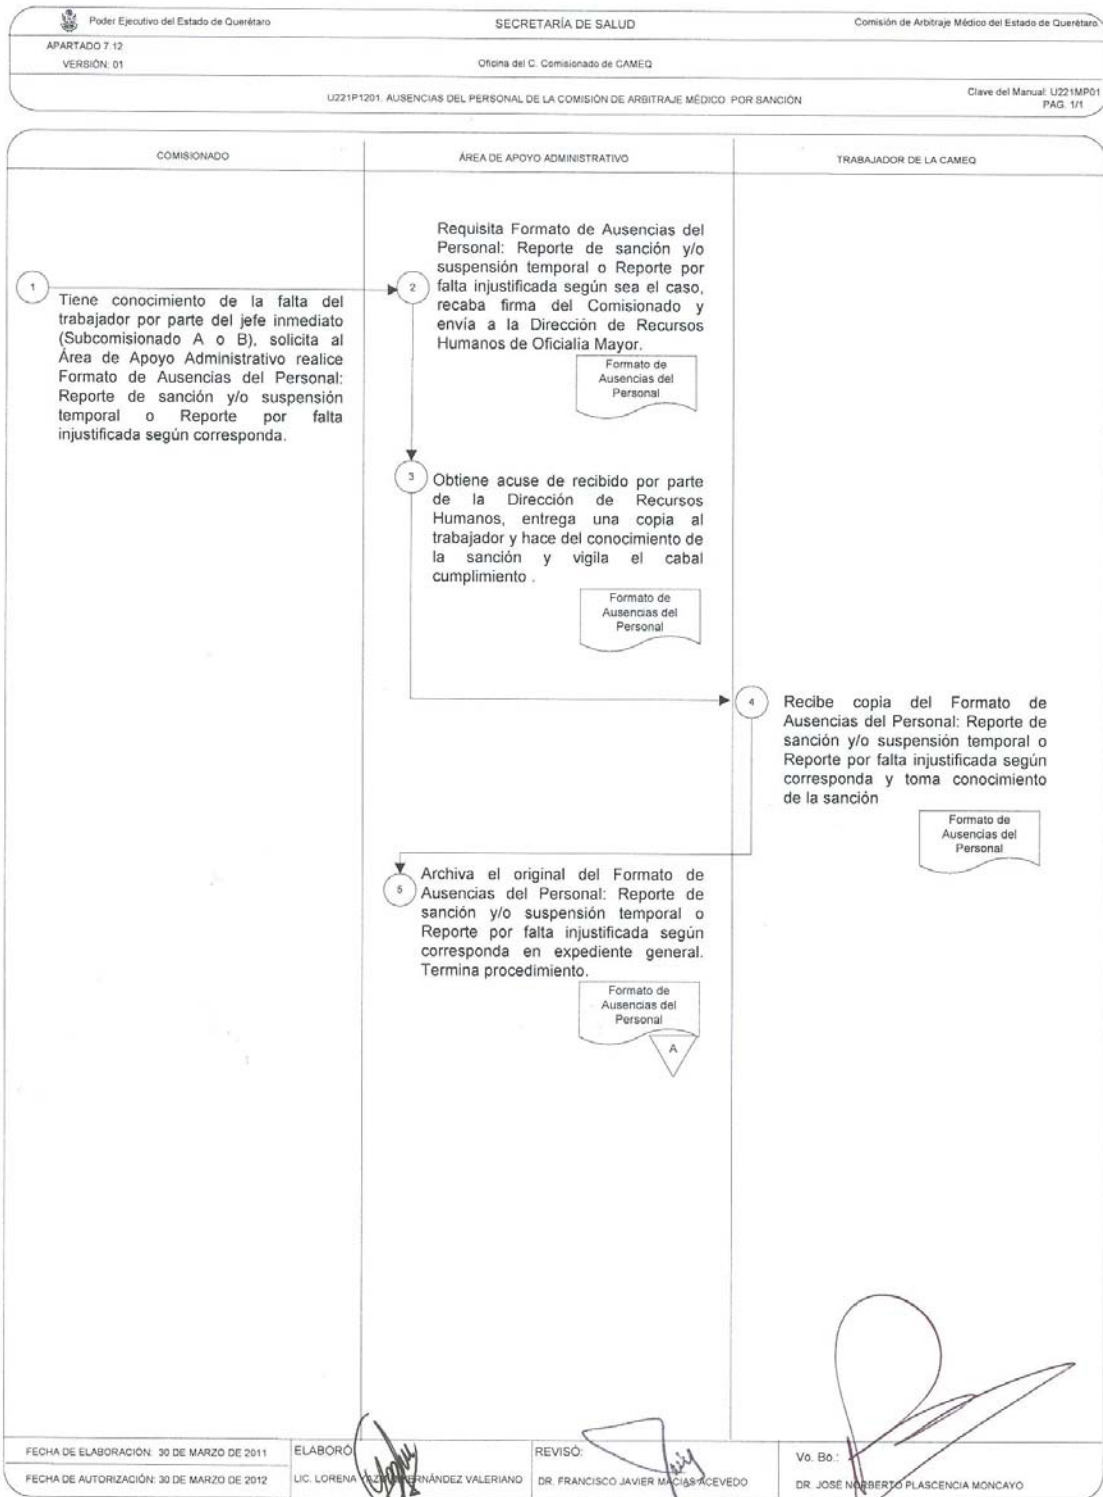 Poder Ejecutivo del Estado de Querétaro
SECRETARÍA DE SALUD
Comisión de Arbitraje Médico del Estado de Querétaro
APARTADO 7.12
VERSIÓN: 01
Oficina del C. Comisionado de CAMEQ
U221P1201. AUSENCIAS DEL PERSONAL DE LA COMISIÓN DE ARBITRAJE MÉDICO POR SANCIÓN
Clave del Manual: U221MP01
PAG. 1/1
COMISIONADO
ÁREA DE APOYO ADMINISTRATIVO
TRABAJADOR DE LA CAMEQ
1
Tiene conocimiento de la falta del
trabajador por parte del jefe inmediato
(Subcomisionado A o B), solicita al
Área de Apoyo Administrativo realice
Formato de Ausencias del Personal:
Reporte de sanción y/o suspensión
temporal o Reporte por falta
injustificada según corresponda.
2
Requisita Formato de Ausencias del
Personal: Reporte de sanción y/o
suspensión temporal o Reporte por
falta injustificada según sea el caso,
recaba firma del Comisionado y
envía a la Dirección de Recursos
Humanos de Oficialía Mayor.
Formato de
Ausencias del
Personal
3
Obtiene acuse de recibido por parte
de la Dirección de Recursos
Humanos, entrega una copia al
trabajador y hace del conocimiento de
la sanción y vigila el cabal
cumplimiento .
Formato de
Ausencias del
Personal
4
Recibe copia del Formato de
Ausencias del Personal: Reporte de
sanción y/o suspensión temporal o
Reporte por falta injustificada según
corresponda y toma conocimiento
de la sanción
Formato de
Ausencias del
Personal
5
Archiva el original del Formato de
Ausencias del Personal: Reporte de
sanción y/o suspensión temporal o
Reporte por falta injustificada según
corresponda en expediente general.
Termina procedimiento.
Formato de
Ausencias del
Personal
A
FECHA DE ELABORACIÓN: 30 DE MARZO DE 2011
FECHA DE AUTORIZACIÓN: 30 DE MARZO DE 2012
ELABORÓ
LIC. LORENA HERNÁNDEZ VALERIANO
REVISÓ:
DR. FRANCISCO JAVIER MACIAS ACEVEDO
Vo. Bo.:
DR. JOSÉ NORBERTO PLASCENCIA MONCAYO